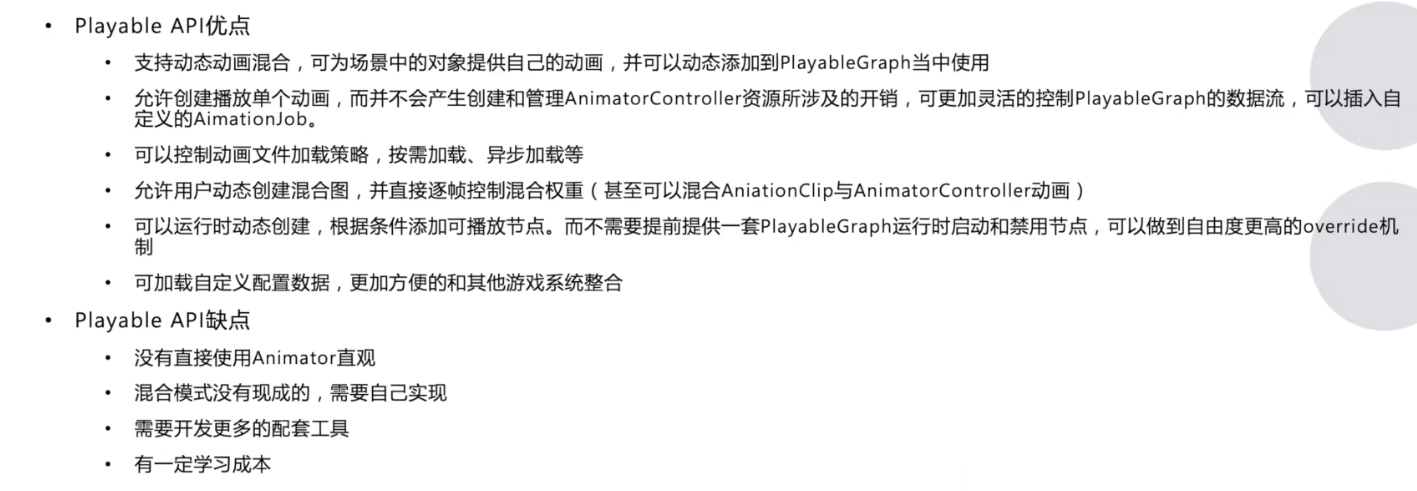 • Playable API优点
• 支持动态动画混合，可为场景中的对象提供自己的动画，并可以动态添加到PlayableGraph当中使用
• 允许创建播放单个动画，而并不会产生创建和管理AnimatorController资源所涉及的开销，可更加灵活的控制PlayableGraph的数据流，可以插入自
定义的AimationJob。
• 可以控制动画文件加载策略，按需加载、异步加载等
• 允许用户动态创建混合图，并直接逐帧控制混合权重（甚至可以混合AniationClip与AnimatorController动画）
• 可以运行时动态创建，根据条件添加可播放节点。而不需要提前提供一套PlayableGraph运行时启动和禁用节点，可以做到自由度更高的override机
制
• 可加载自定义配置数据，更加方便的和其他游戏系统整合
• Playable API缺点
• 没有直接使用Animator直观
• 混合模式没有现成的，需要自己实现
• 需要开发更多的配套工具
• 有一定学习成本